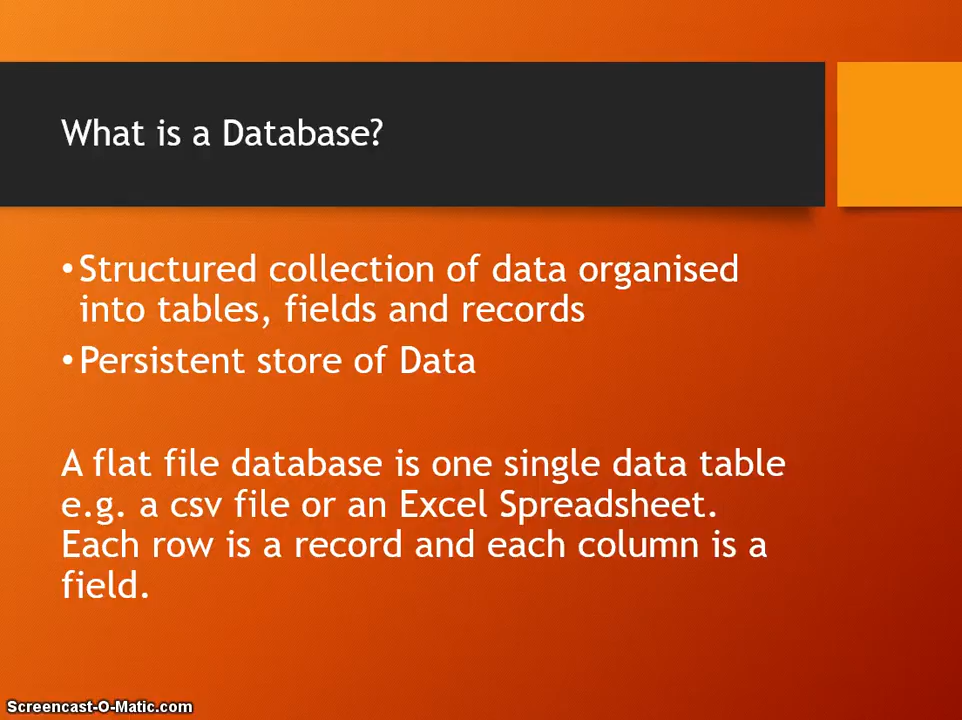 What is a Database?
•Structured collection of data organised
into tables, fields and records
•Persistent store of Data
A flat file database is one single data table
e.g. a csv file or an Excel Spreadsheet.
Each row is a record and each column is a
field.
Screencast-O-Matic.com